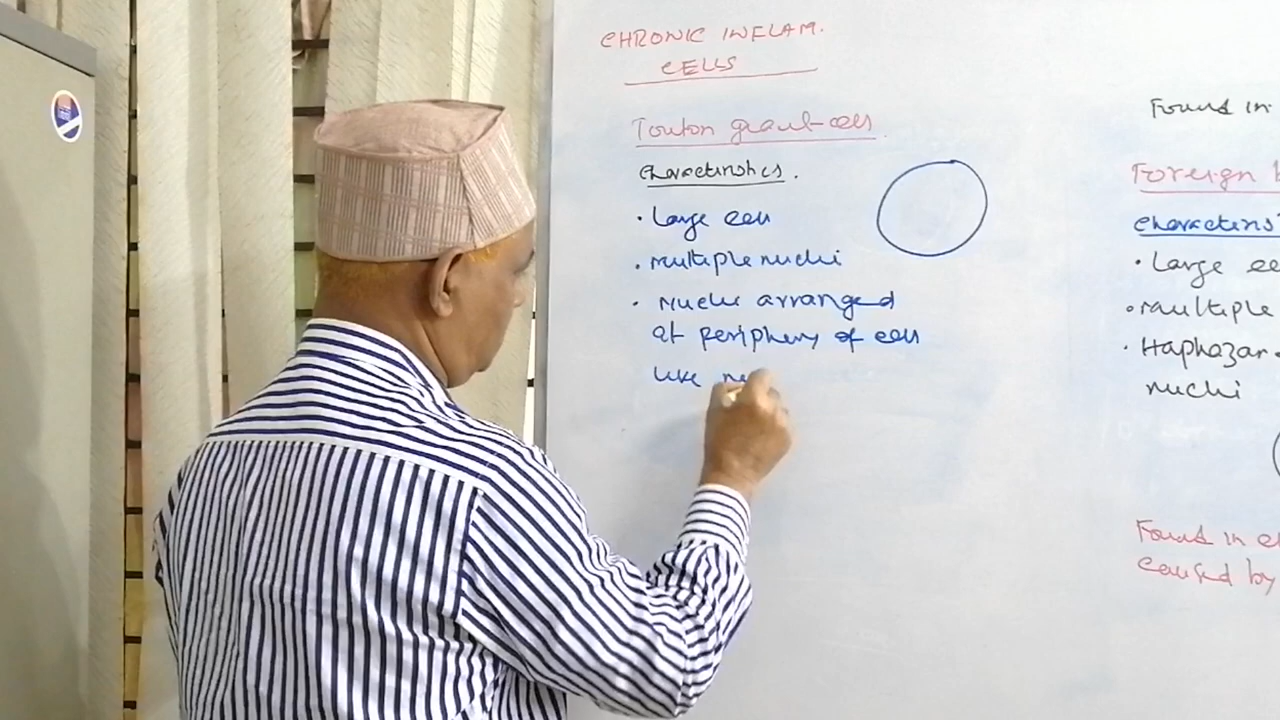 CHRONIC INFLAM.
CELLS
Touton giant cells
Characteristics.
• Large cell
• multiple nuclei
• Nuclei arranged
at periphery of cell
like
Found in
Foreign
Characteris
• Large ce
• multiple
• Haphazar
nuclei
Found in
caused by